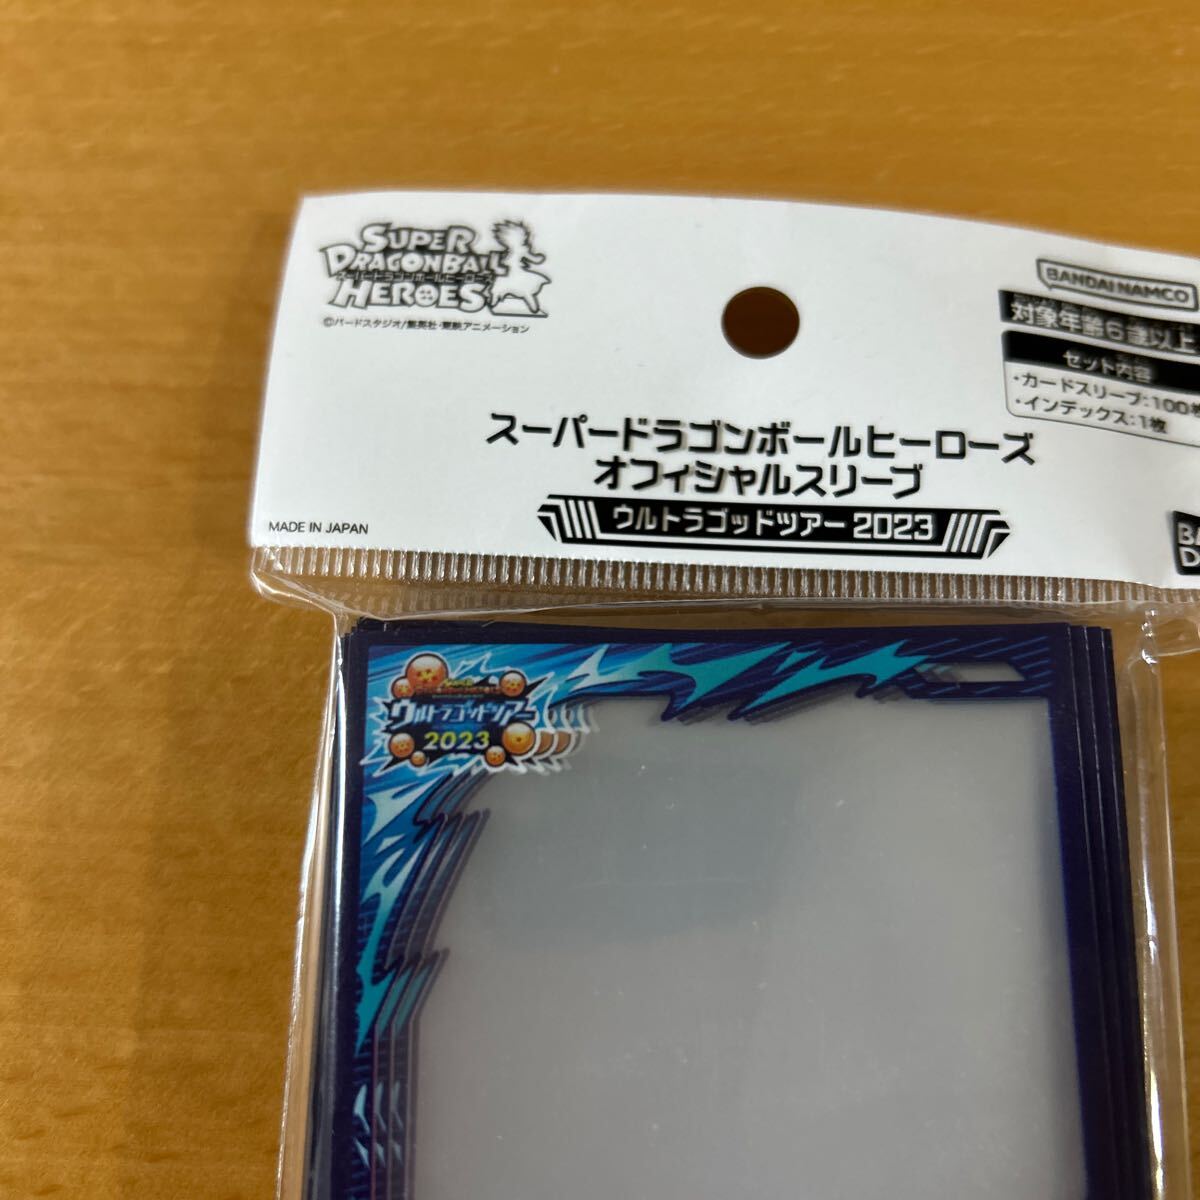 SUPER
DRAGONBALL
スーパードラゴンボールヒーローズ
HEROES
©バードスタジオ/集英社・東映アニメーション
BANDAI NAMCO
対象年齢6歳以上
セット内容
・カードスリーブ:100枚
・インデックス:1枚
スーパードラゴンボールヒーローズ
オフィシャルスリーブ
ウルトラゴッドツアー 2023
MADE IN JAPAN
BA
D
ウルトラゴッドツアー
2023